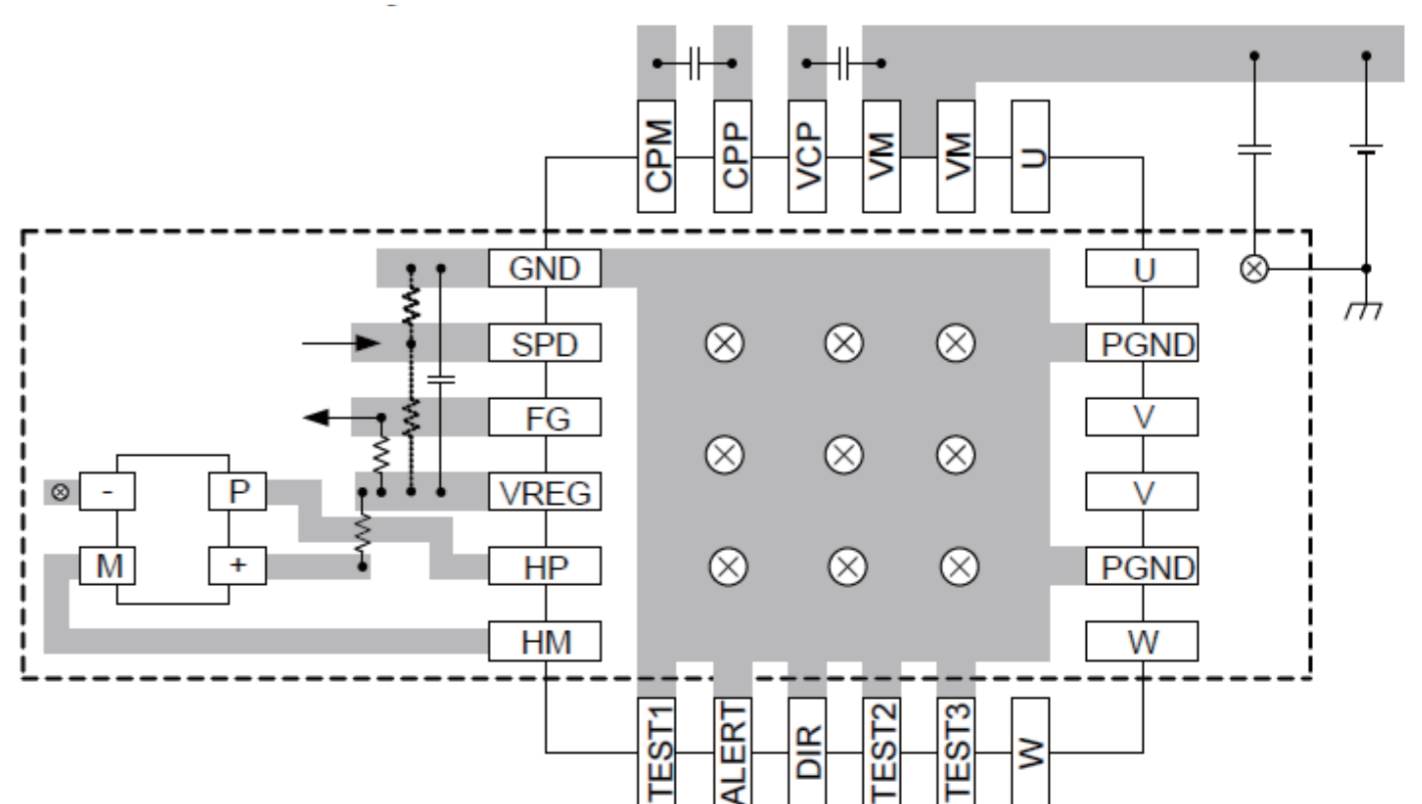 CPM
CPP
VCP
VM
VM
U
GND
U
SPD
PGND
FG
V
- P
VREG
V
M +
HP
PGND
HM
W
TEST1
ALERT
DIR
TEST2
TEST3
W